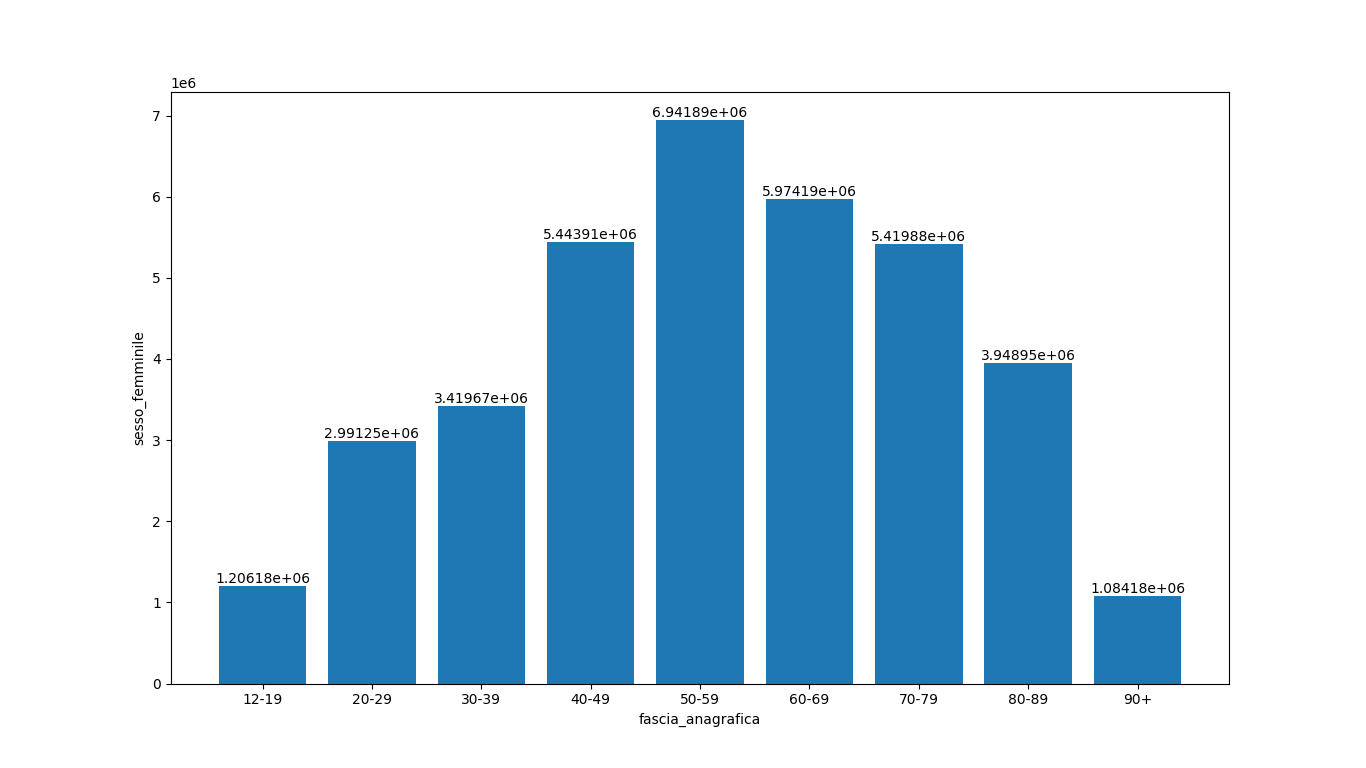 1e6
7
6
5
4
3
2
1
0
sesso_femminile
1.20618e+06
2.99125e+06
3.41967e+06
5.44391e+06
6.94189e+06
5.97419e+06
5.41988e+06
3.94895e+06
1.08418e+06
12-19 20-29 30-39 40-49 50-59 60-69 70-79 80-89 90+
fascia_anagrafica